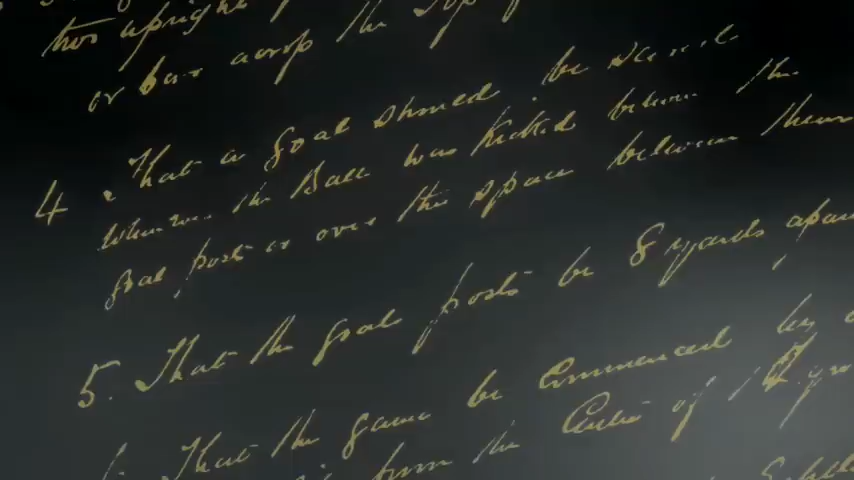 two upright
or bar across the top of
4. That a goal should be scored
whenever the Ball was kicked between the
goal posts or over the space between them
5. That the goal posts be 8 yards apart
That the game be commenced by a
from the Centre of the gro